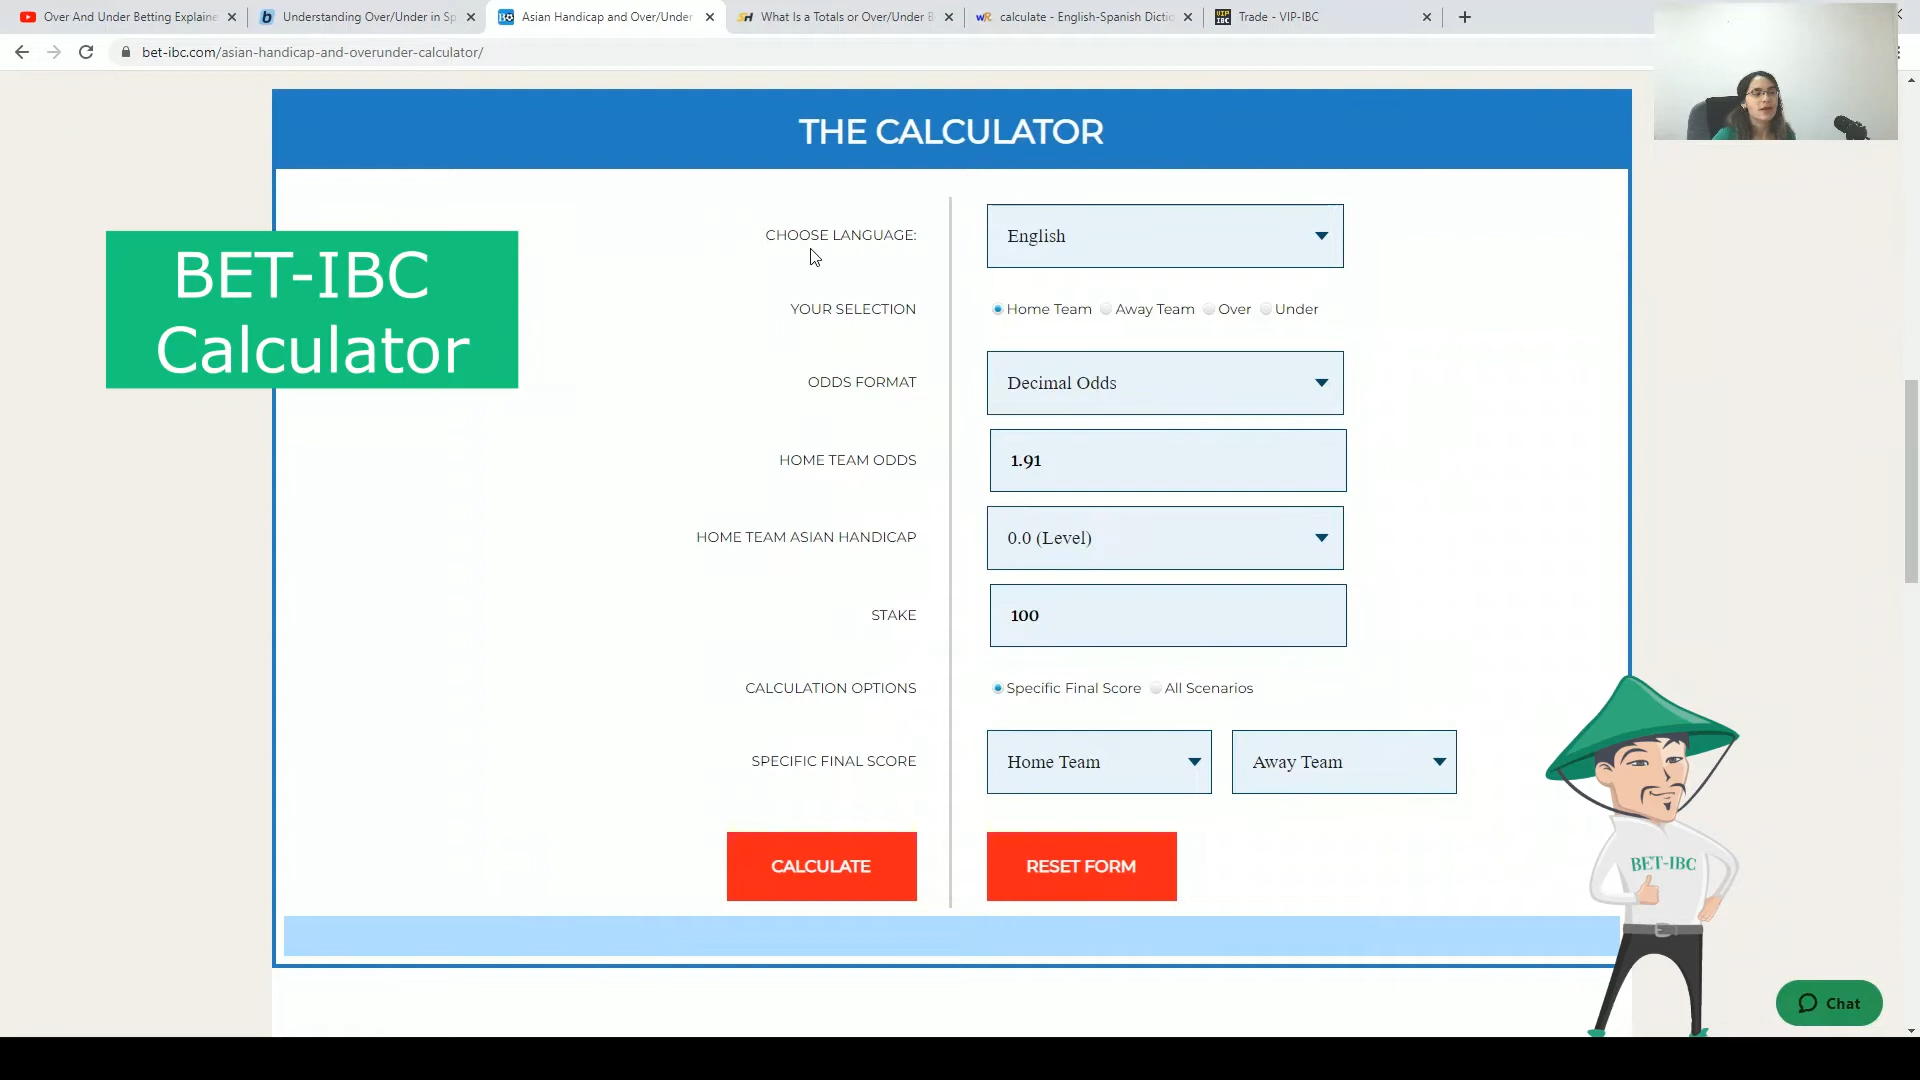 Over And Under Betting Explaine
Understanding Over/Under in Sp
Asian Handicap and Over/Under
SH
What Is a Totals or Over/Under B
WR
calculate - English-Spanish Dictio
VIP
IBC
Trade - VIP-IBC
bet-ibc.com/asian-handicap-and-overunder-calculator/
THE CALCULATOR
BET-IBC
Calculator
CHOOSE LANGUAGE:
English
YOUR SELECTION
Home Team Away Team Over Under
ODDS FORMAT
Decimal Odds
HOME TEAM ODDS
1.91
HOME TEAM ASIAN HANDICAP
0.0 (Level)
STAKE
100
CALCULATION OPTIONS
Specific Final Score All Scenarios
SPECIFIC FINAL SCORE
Home Team
Away Team
CALCULATE
RESET FORM
BET-IBC
Chat